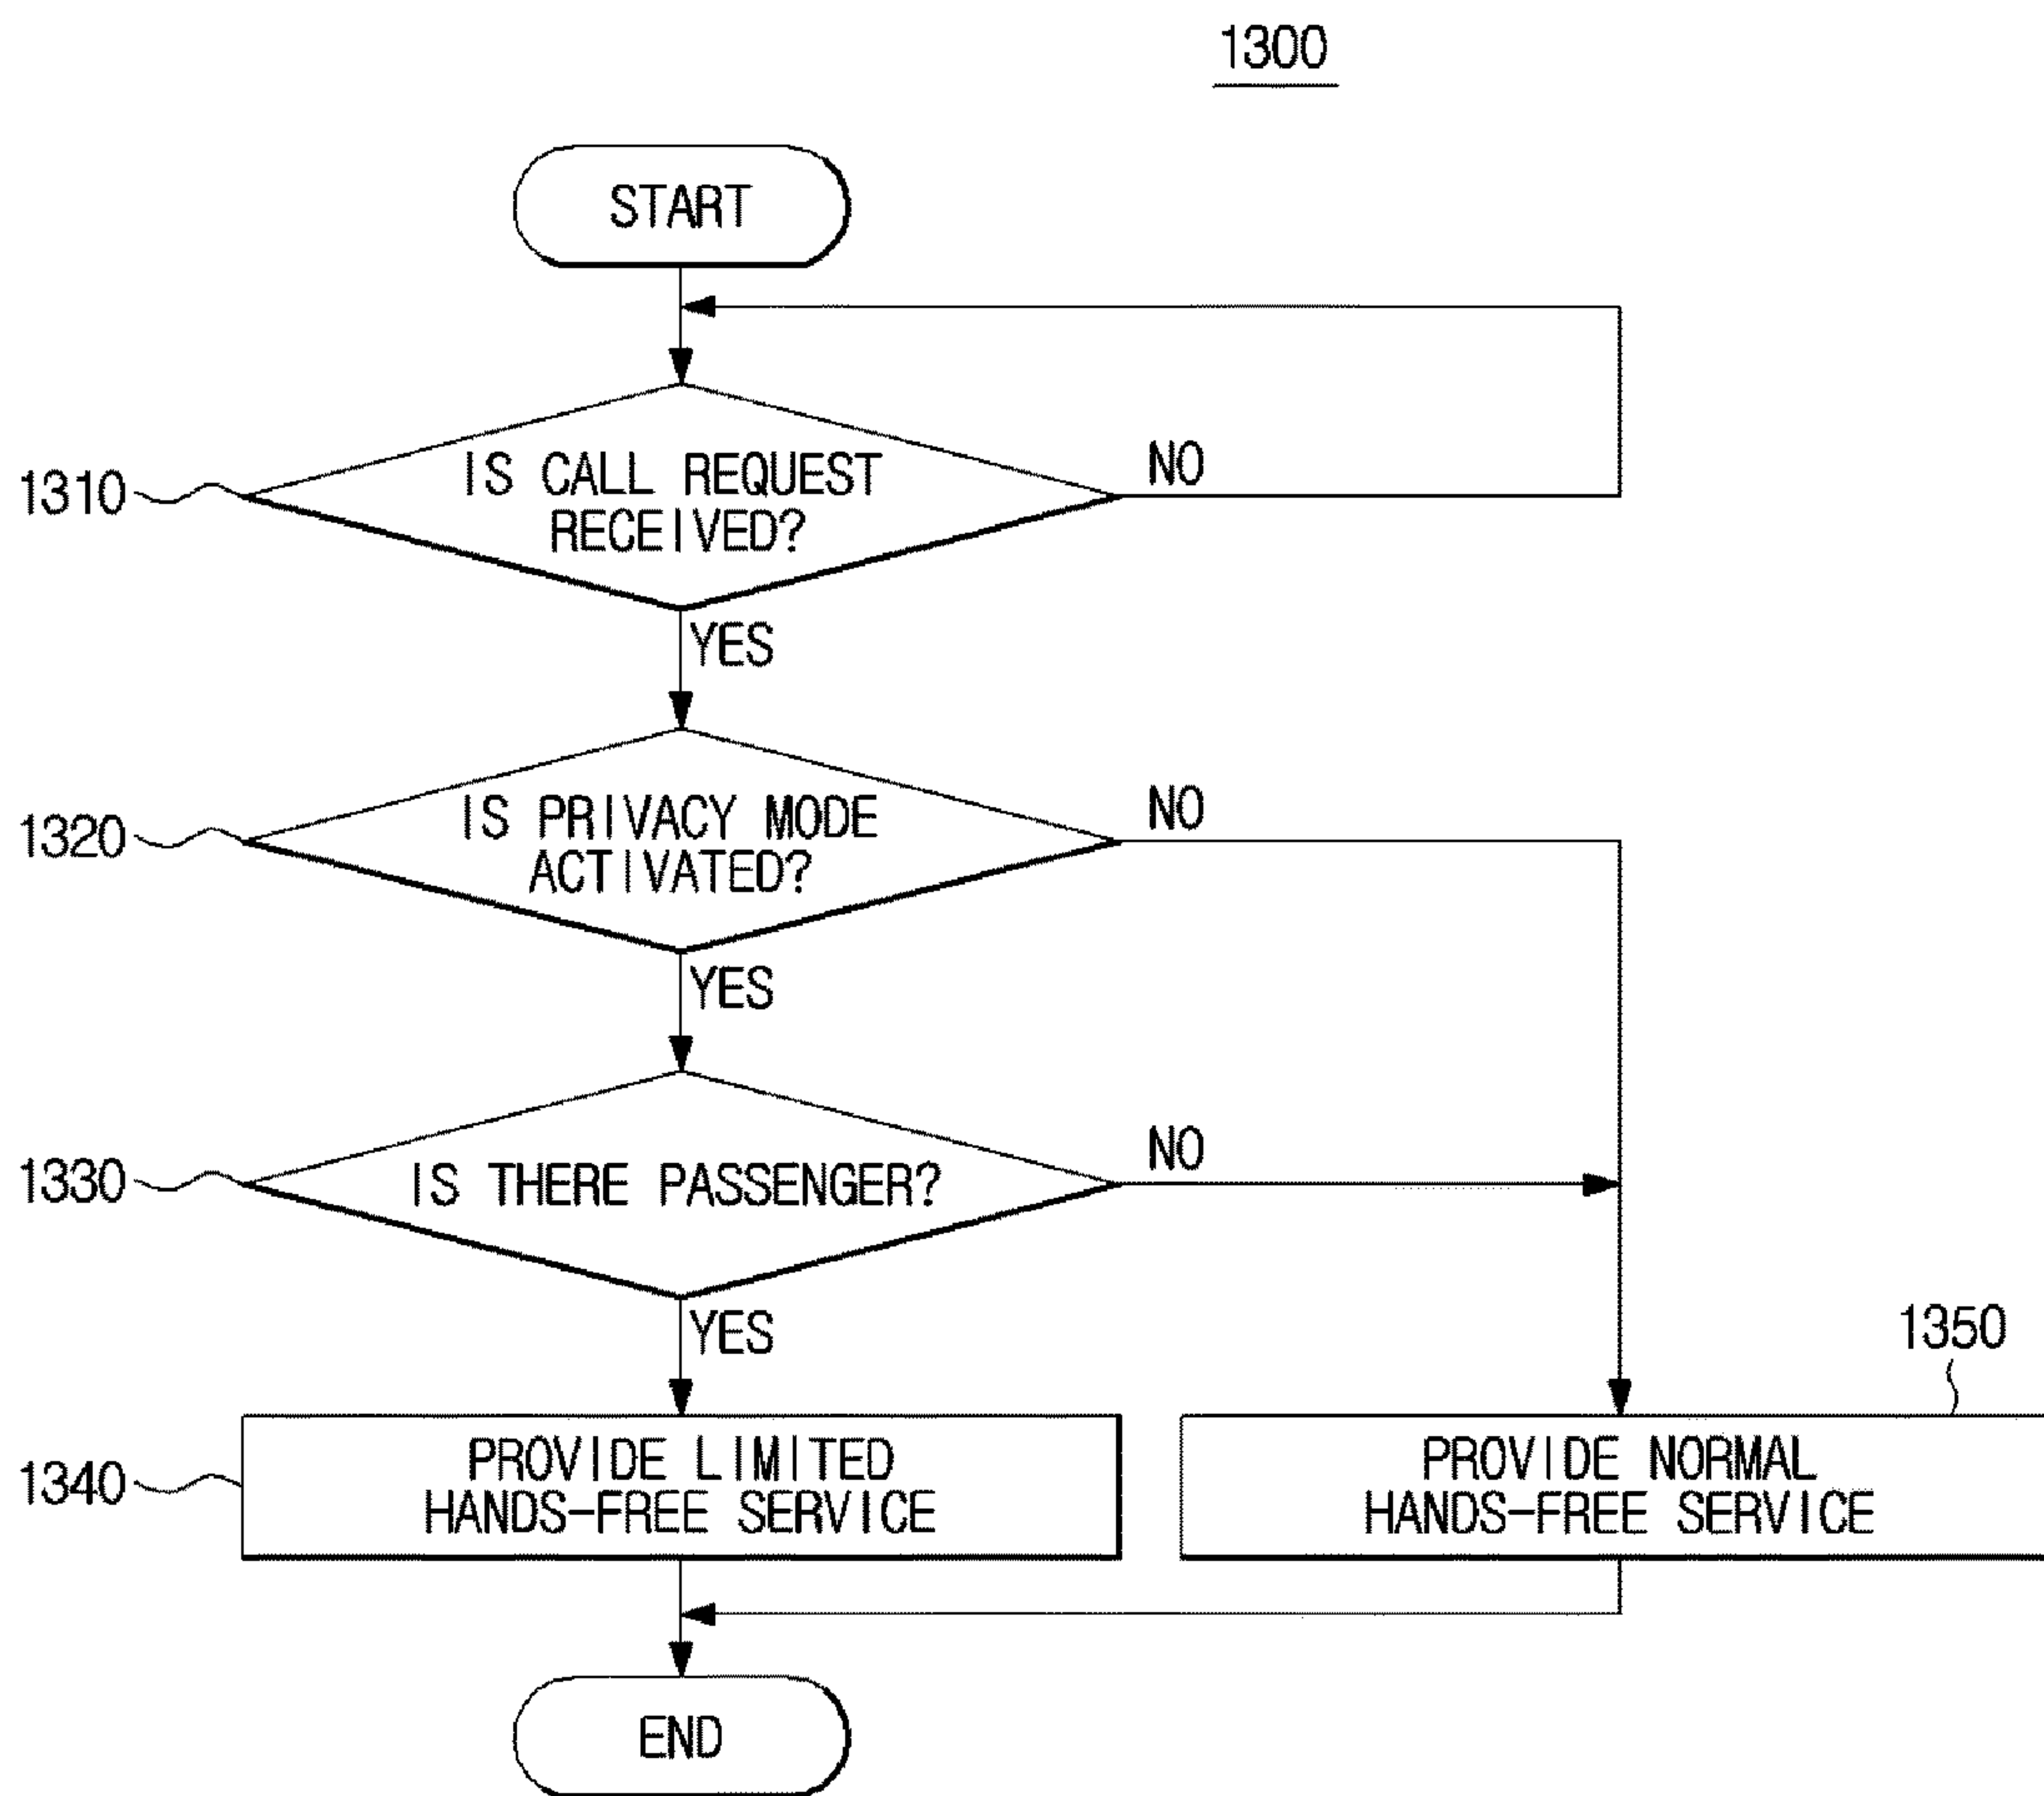 1300
START
IS CALL REQUEST
RECEIVED?
NO
1310
YES
IS PRIVACY MODE
ACTIVATED?
NO
1320
YES
IS THERE PASSENGER?
NO
1330
YES
1350
PROVIDE LIMITED
HANDS-FREE SERVICE
1340
PROVIDE NORMAL
HANDS-FREE SERVICE
END